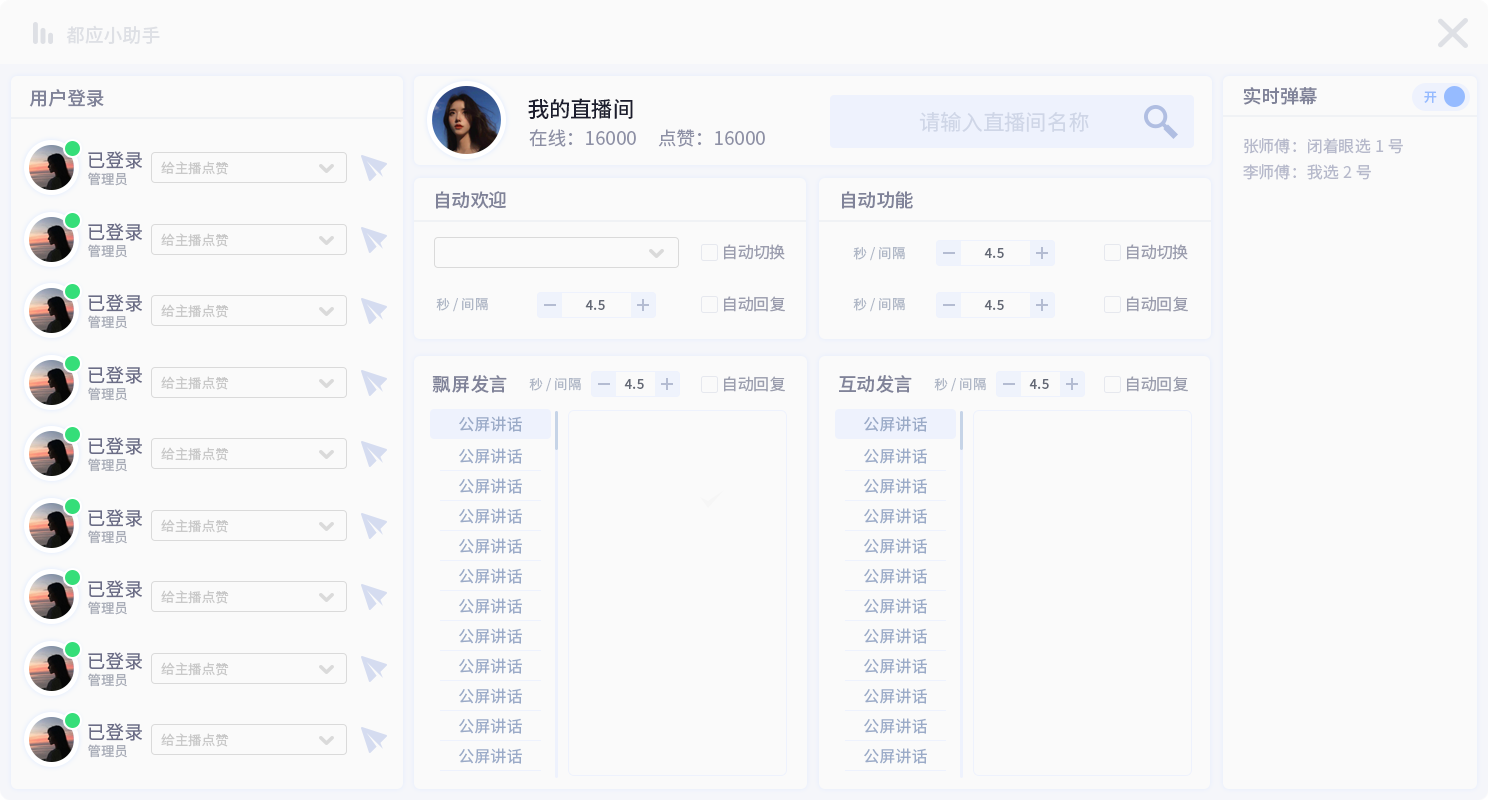 都应小助手
用户登录
已登录
管理员
给主播点赞
已登录
管理员
给主播点赞
已登录
管理员
给主播点赞
已登录
管理员
给主播点赞
已登录
管理员
给主播点赞
已登录
管理员
给主播点赞
已登录
管理员
给主播点赞
已登录
管理员
给主播点赞
已登录
管理员
给主播点赞
我的直播间
在线：16000 点赞：16000
请输入直播间名称
自动欢迎
自动切换
秒 / 间隔 4.5 自动回复
自动功能
秒 / 间隔 4.5 自动切换
秒 / 间隔 4.5 自动回复
飘屏发言 秒 / 间隔 4.5 自动回复
公屏讲话
公屏讲话
公屏讲话
公屏讲话
公屏讲话
公屏讲话
公屏讲话
公屏讲话
公屏讲话
公屏讲话
公屏讲话
公屏讲话
互动发言 秒 / 间隔 4.5 自动回复
公屏讲话
公屏讲话
公屏讲话
公屏讲话
公屏讲话
公屏讲话
公屏讲话
公屏讲话
公屏讲话
公屏讲话
公屏讲话
公屏讲话
实时弹幕 开
张师傅：闭着眼选 1 号
李师傅：我选 2 号